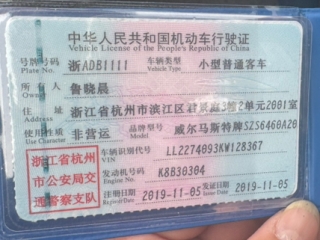 中华人民共和国机动车行驶证
Vehicle License of the People's Republic of China
号牌号码 浙ADB1111 车辆类型 小型普通客车
Plate No. Vehicle Type
所有人 鲁晓晨
Owner
住址 浙江省杭州市滨江区君景庭3幢2单元2001室
Address
使用性质 非营运 品牌型号 威尔马斯特牌SZS6460A20
Use Character Model
浙江省杭州 车辆识别代号 LL2274093KW128367
VIN
市公安局交 发动机号码 K8830304
Engine No.
警察支队 注册日期 2019-11-05 发证日期 2019-11-05
Register Date Issue Date